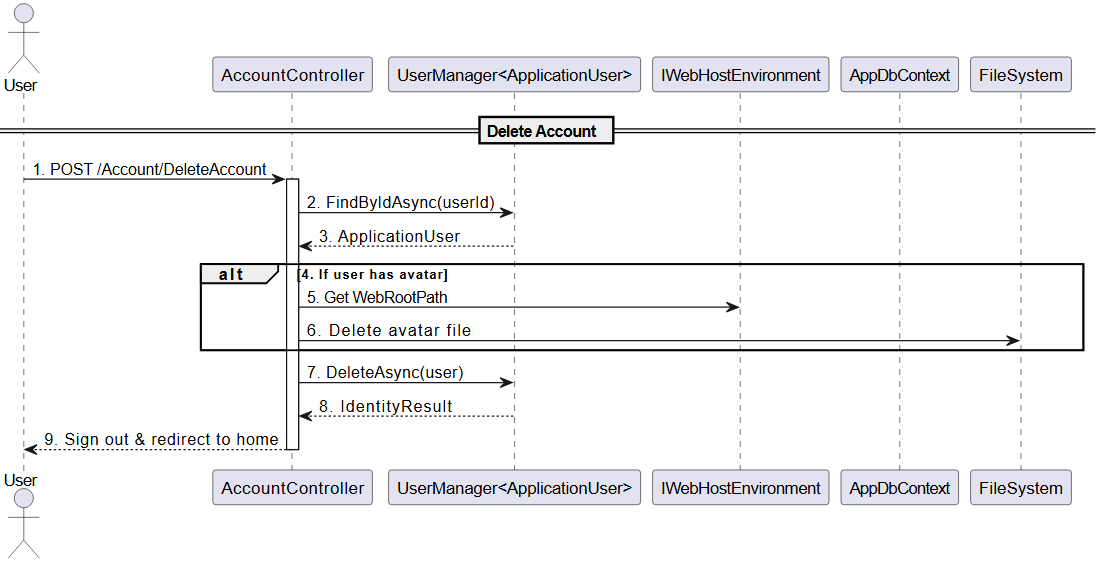 User
AccountController
UserManager<ApplicationUser>
IWebHostEnvironment
AppDbContext
FileSystem
Delete Account
1. POST /Account/DeleteAccount
2. FindByIdAsync(userId)
3. ApplicationUser
alt
[4. If user has avatar]
5. Get WebRootPath
6. Delete avatar file
7. DeleteAsync(user)
8. IdentityResult
9. Sign out & redirect to home
User
AccountController
UserManager<ApplicationUser>
IWebHostEnvironment
AppDbContext
FileSystem